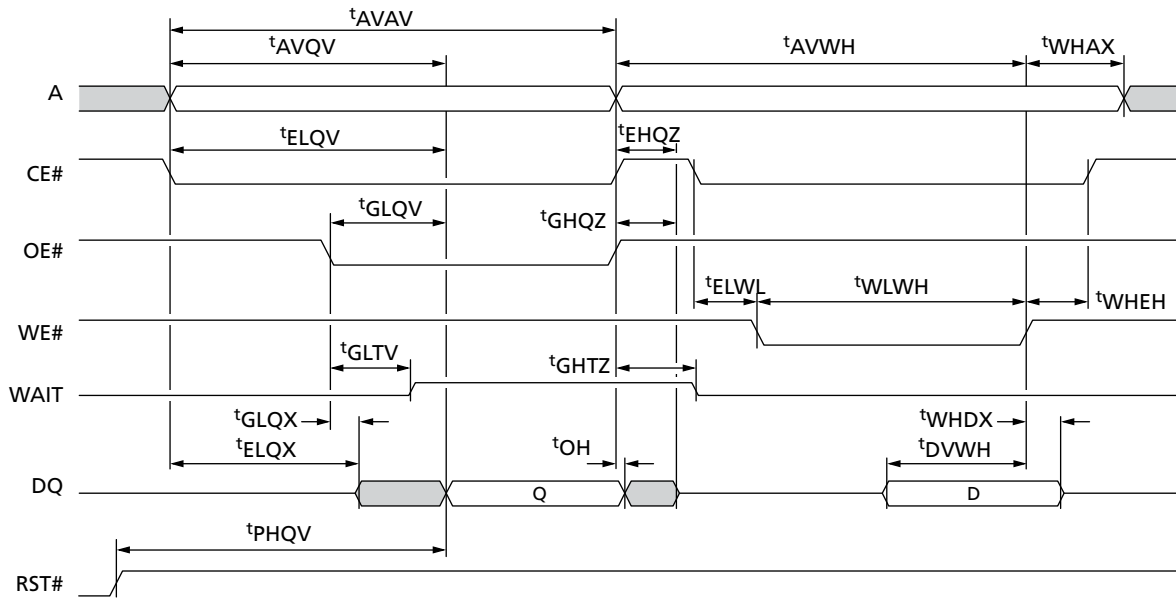 tAVAV
tAVQV tAVWH tWHAX
A
tELQV tEHQZ
CE#
tGLQV tGHQZ
OE#
tELWL tWLWH tWHEH
WE#
tGLTV tGHTZ
WAIT
tGLQX tWHDX
tELQX tOH tDVWH
DQ Q D
tPHQV
RST#